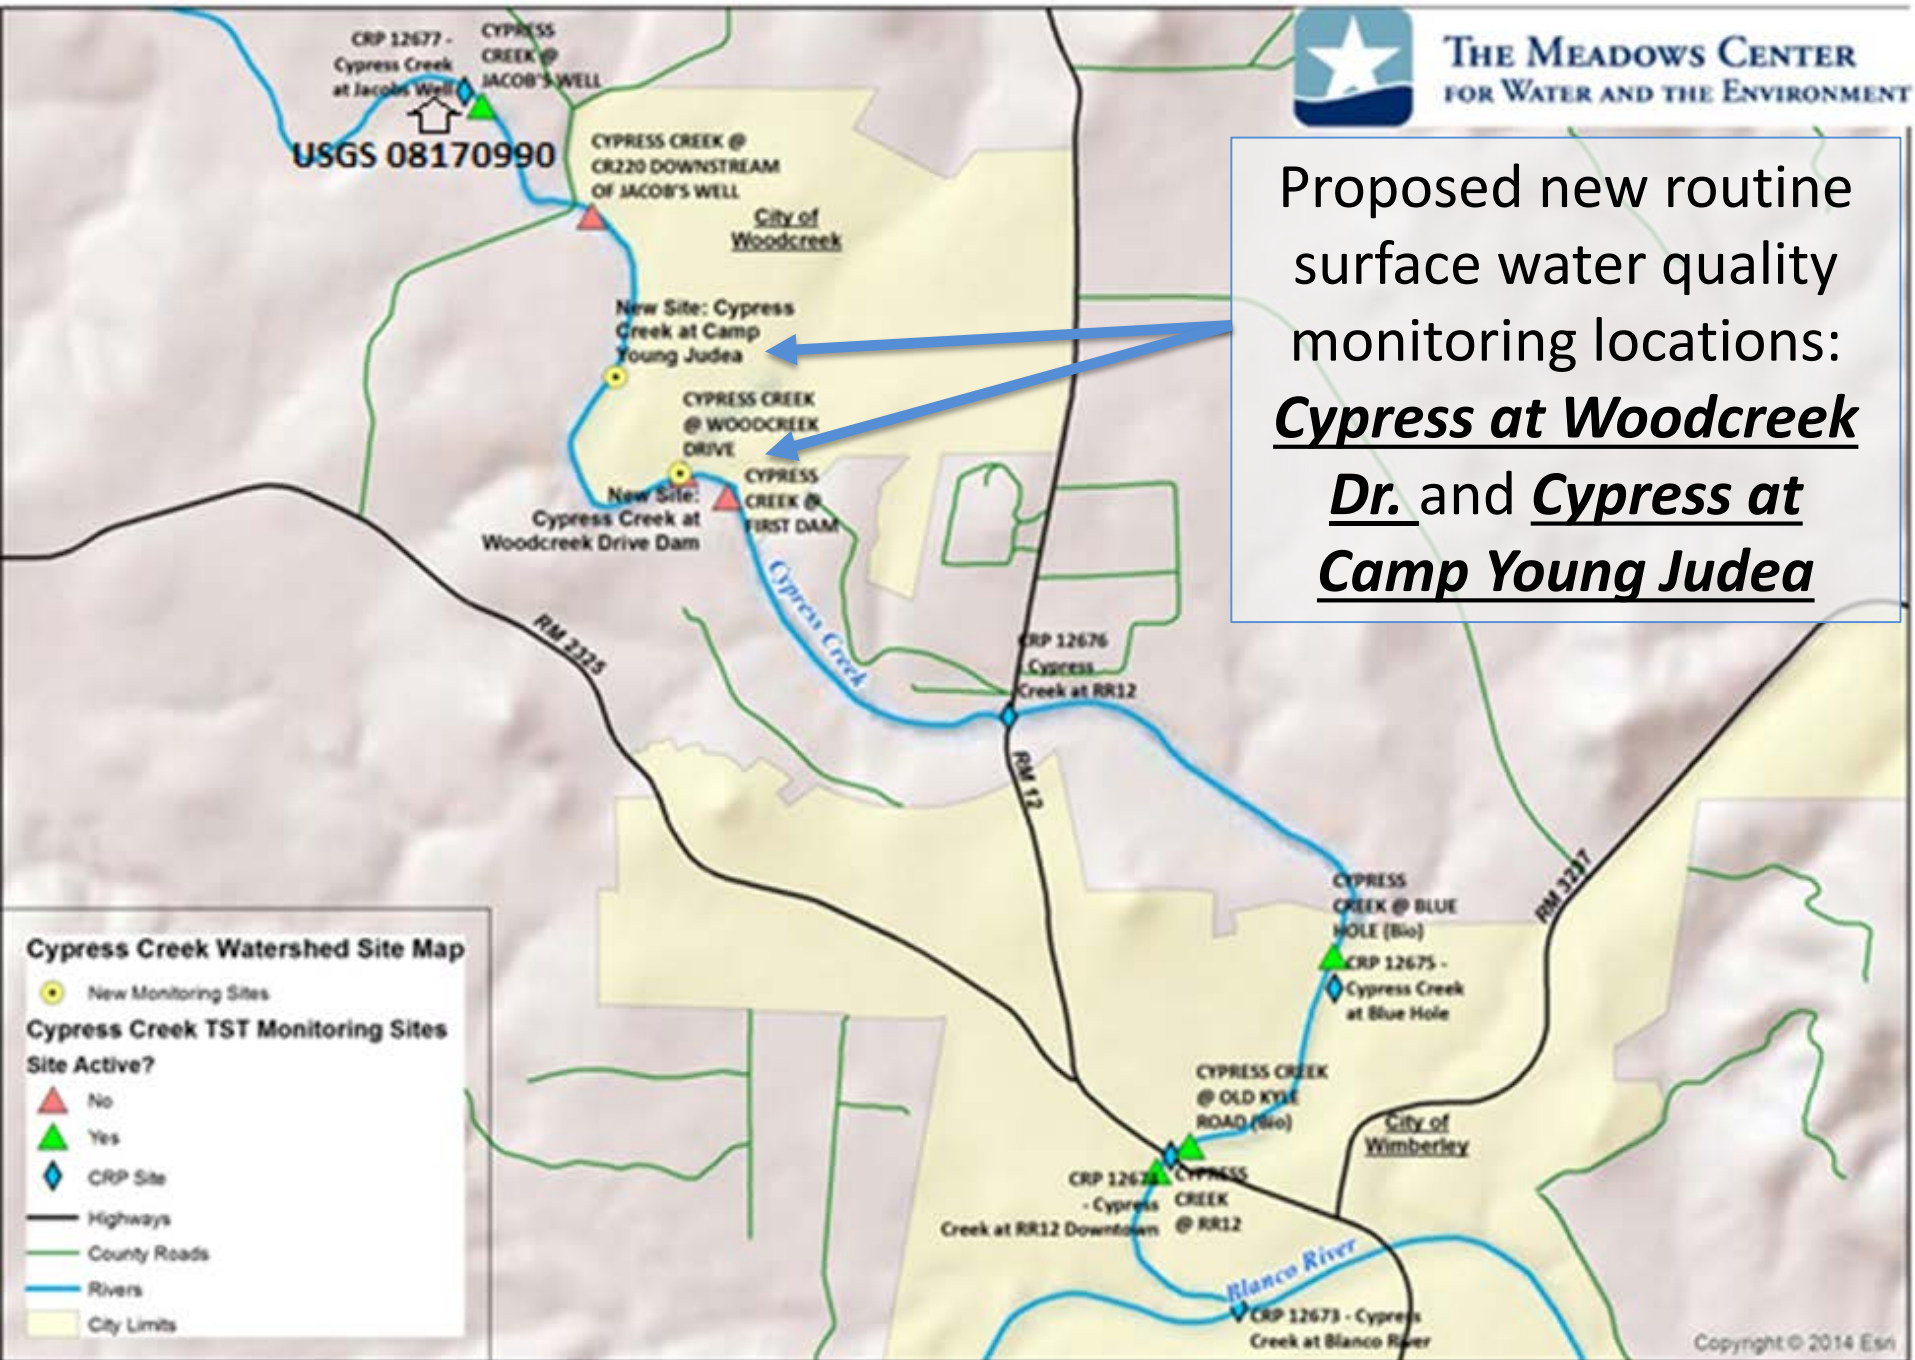 CRP 12677 -
Cypress Creek
at Jacobs Well
CYPRESS
CREEK @
JACOB'S WELL
USGS 08170990
THE MEADOWS CENTER
FOR WATER AND THE ENVIRONMENT
CYPRESS CREEK @
CR220 DOWNSTREAM
OF JACOB'S WELL
City of
Woodcreek
Proposed new routine
surface water quality
monitoring locations:
Cypress at Woodcreek
Dr. and Cypress at
Camp Young Judea
New Site: Cypress
Creek at Camp
Young Judea
CYPRESS CREEK
@ WOODCREEK
DRIVE
CYPRESS
CREEK @
FIRST DAM
New Site:
Cypress Creek at
Woodcreek Drive Dam
Cypress Creek
RM 2325
CRP 12676
- Cypress
Creek at RR12
RM 12
RM 3237
CYPRESS
CREEK @ BLUE
HOLE (Bio)
CRP 12675 -
Cypress Creek
at Blue Hole
CYPRESS CREEK
@ OLD KYLE
ROAD (Bio)
City of
Wimberley
CRP
- Cypress
Creek at RR12 Downtown
CYPRESS
CREEK
@ RR12
Blanco River
CRP 12673 - Cypress
Creek at Blanco River
Cypress Creek Watershed Site Map
New Monitoring Sites
Cypress Creek TST Monitoring Sites
Site Active?
No
Yes
CRP Site
Highways
County Roads
Rivers
City Limits
Copyright © 2014 Esri